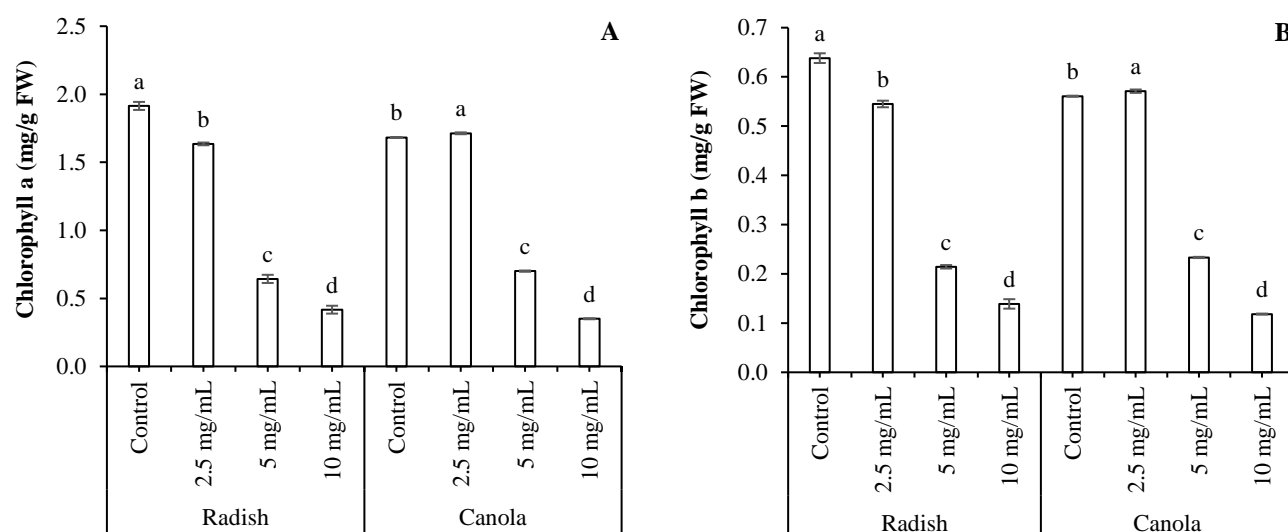 A
Chlorophyll a (mg/g FW)
2.5
2.0
1.5
1.0
0.5
0.0
a
b
c
d
b
a
c
d
Control
2.5 mg/mL
5 mg/mL
10 mg/mL
Control
2.5 mg/mL
5 mg/mL
10 mg/mL
Radish
Canola
B
Chlorophyll b (mg/g FW)
0.7
0.6
0.5
0.4
0.3
0.2
0.1
0.0
a
b
c
d
b
a
c
d
Control
2.5 mg/mL
5 mg/mL
10 mg/mL
Control
2.5 mg/mL
5 mg/mL
10 mg/mL
Radish
Canola